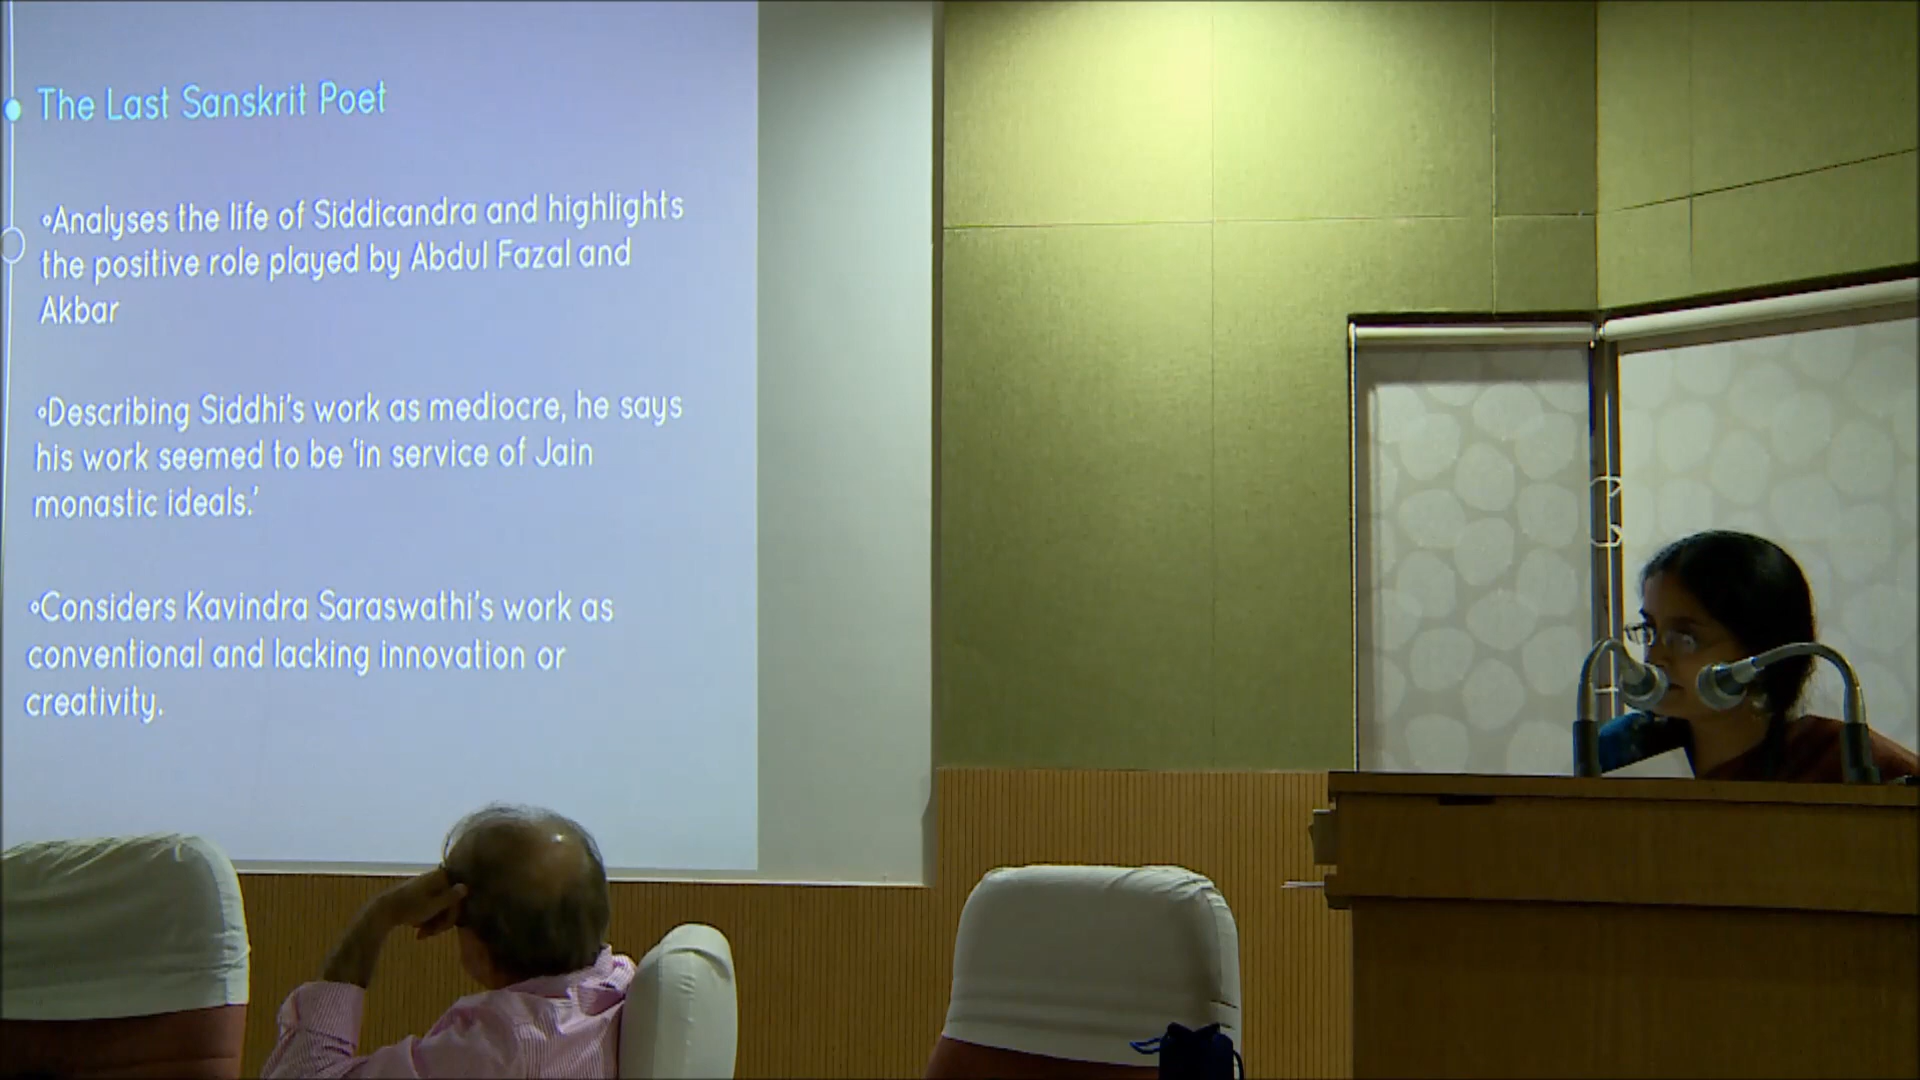 The Last Sanskrit Poet
◦Analyses the life of Siddicandra and highlights
the positive role played by Abdul Fazal and
Akbar
◦Describing Siddhi's work as mediocre, he says
his work seemed to be 'in service of Jain
monastic ideals.'
◦Considers Kavindra Saraswathi's work as
conventional and lacking innovation or
creativity.